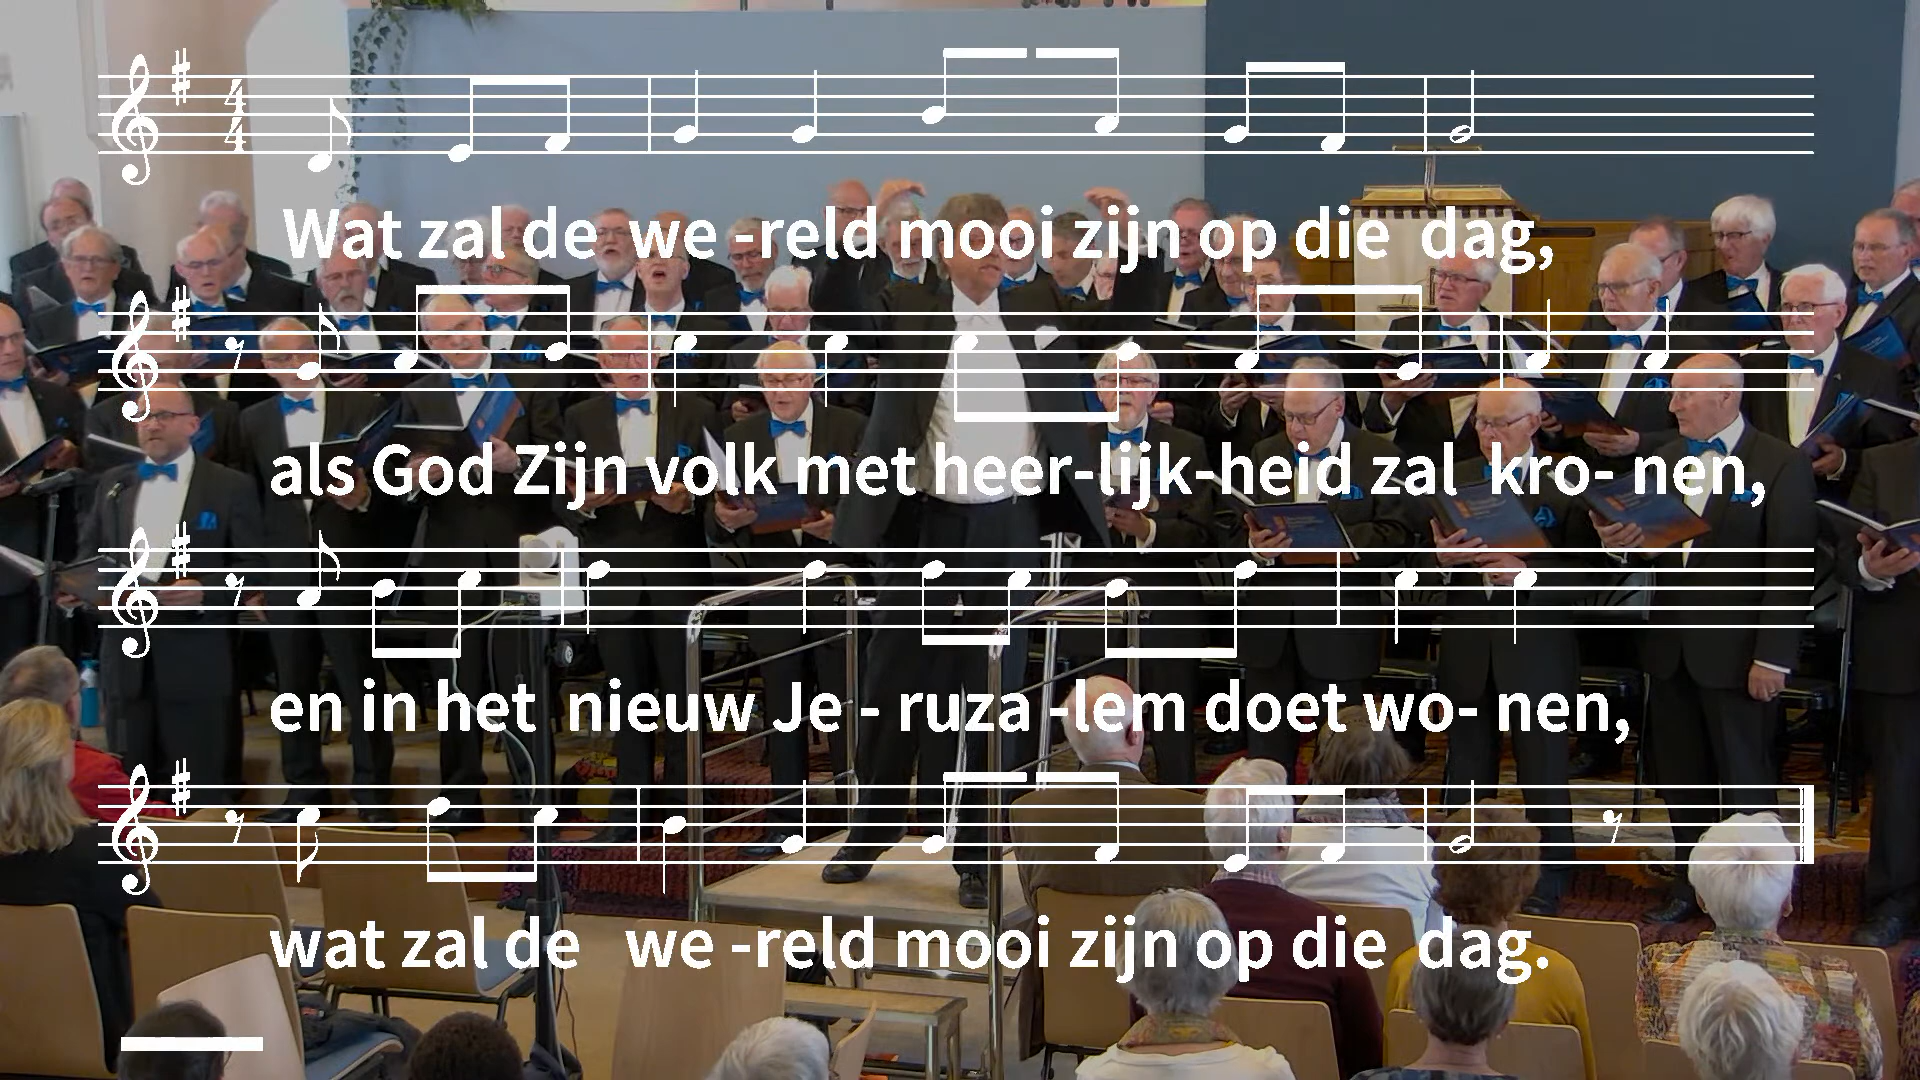 4
4
Wat zal de we -reld mooi zijn op die dag,
als God Zijn volk met heer-lijk-heid zal kro- nen,
en in het nieuw Je - ruza -lem doet wo- nen,
wat zal de we -reld mooi zijn op die dag.